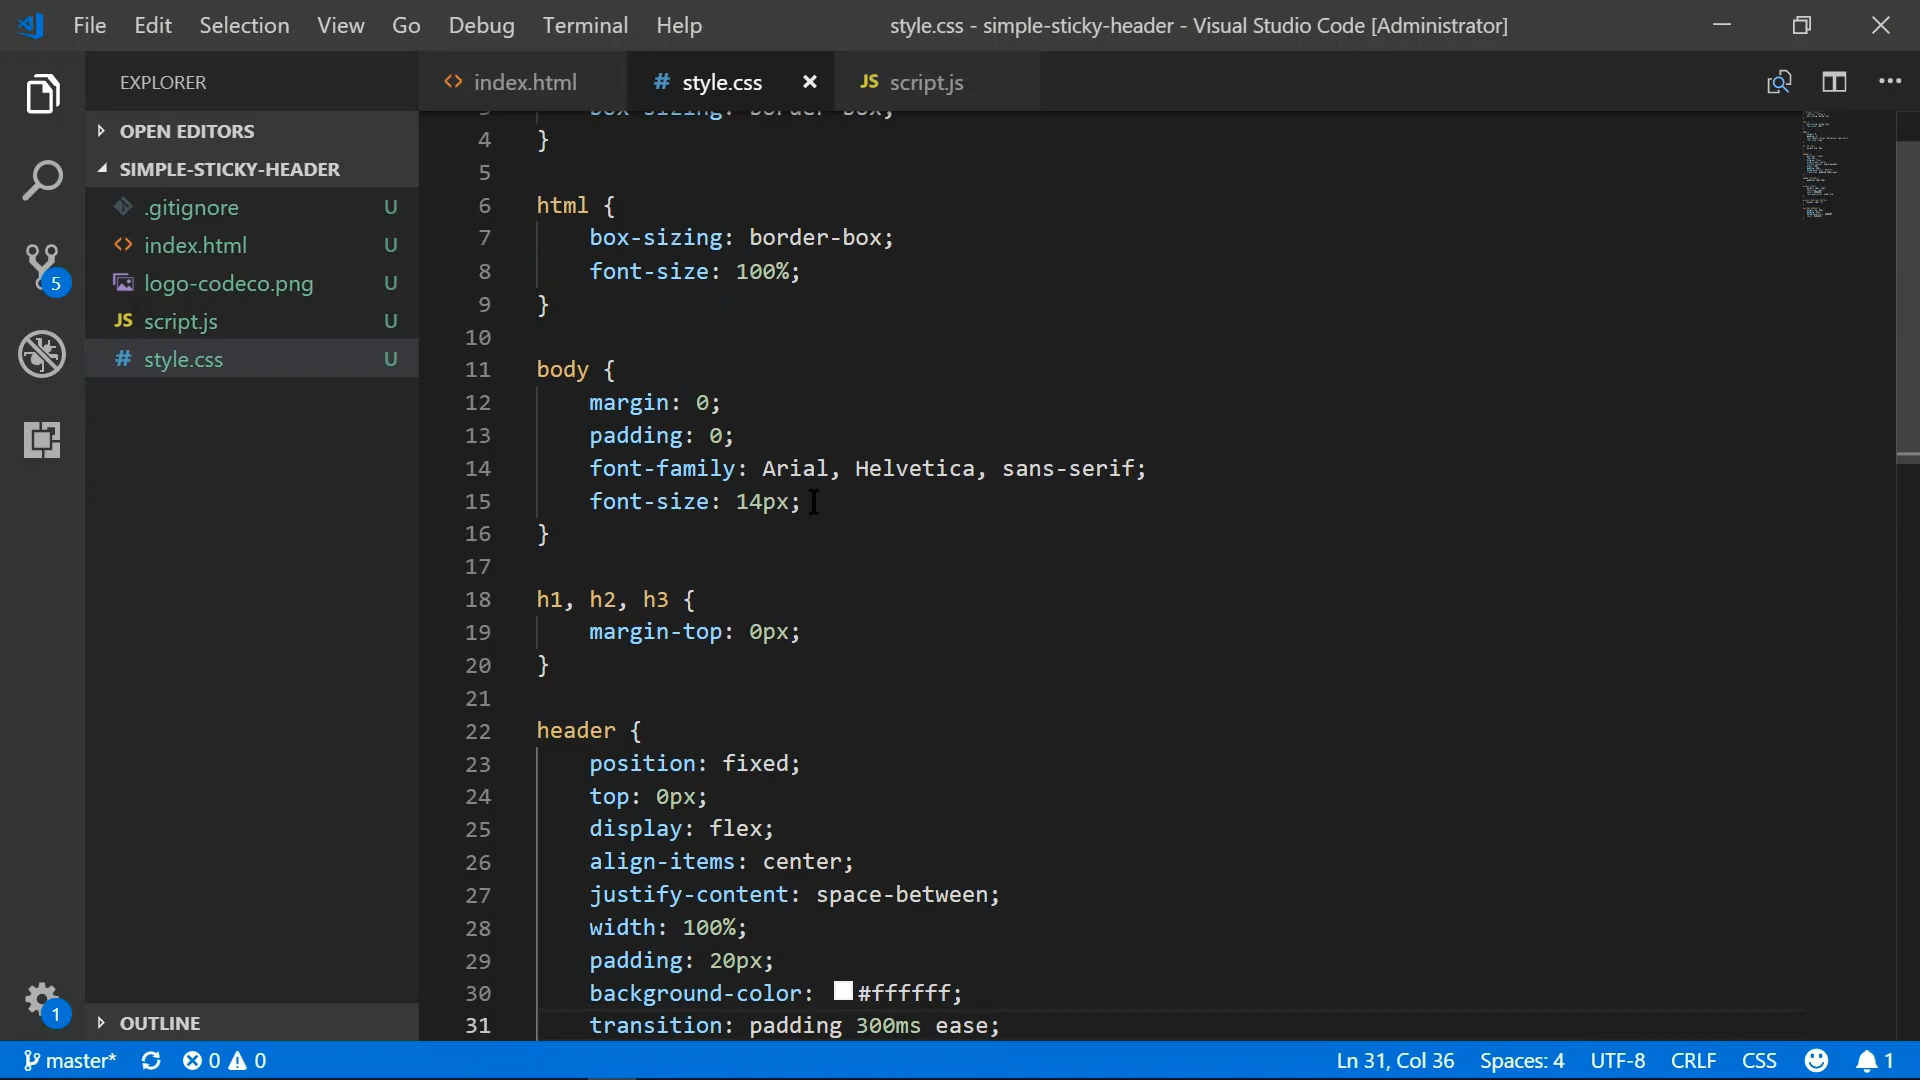 File Edit Selection View Go Debug Terminal Help style.css - simple-sticky-header - Visual Studio Code [Administrator]
EXPLORER
<> index.html # style.css × JS script.js
OPEN EDITORS
SIMPLE-STICKY-HEADER
.gitignore U
<> index.html U
logo-codeco.png U
JS script.js U
# style.css U
OUTLINE
5
1
3 box-sizing: border-box;
4 }
5
6 html {
7 box-sizing: border-box;
8 font-size: 100%;
9 }
10
11 body {
12 margin: 0;
13 padding: 0;
14 font-family: Arial, Helvetica, sans-serif;
15 font-size: 14px;
16 }
17
18 h1, h2, h3 {
19 margin-top: 0px;
20 }
21
22 header {
23 position: fixed;
24 top: 0px;
25 display: flex;
26 align-items: center;
27 justify-content: space-between;
28 width: 100%;
29 padding: 20px;
30 background-color: #ffffff;
31 transition: padding 300ms ease;
master* 0 0 Ln 31, Col 36 Spaces: 4 UTF-8 CRLF CSS 1